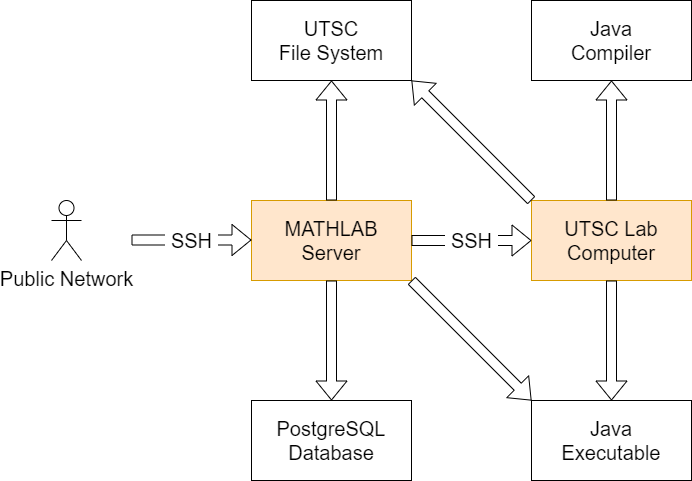 UTSC
File System
Java
Compiler
SSH
MATHLAB
Server
SSH
UTSC Lab
Computer
Public Network
PostgreSQL
Database
Java
Executable